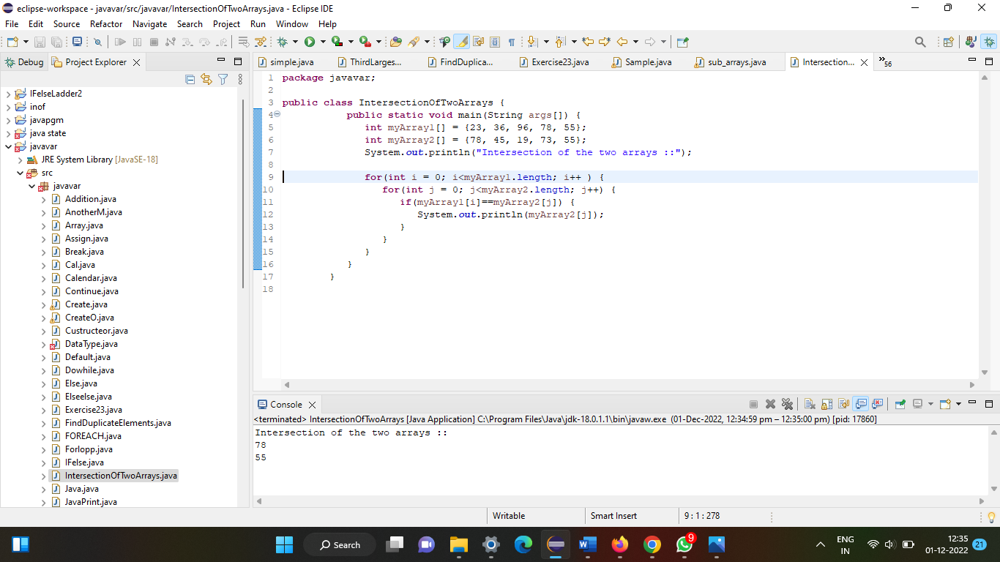 eclipse-workspace - javavar/src/javavar/IntersectionOfTwoArrays.java - Eclipse IDE
File Edit Source Refactor Navigate Search Project Run Window Help
Debug Project Explorer
simple.java ThirdLarges... FindDuplica... Exercise23.java Sample.java sub_arrays.java Intersection... »56
IFelseLadder2
inof
javapgm
java state
javavar
JRE System Library [JavaSE-18]
src
javavar
Addition.java
AnotherM.java
Array.java
Assign.java
Break.java
Cal.java
Calendar.java
Continue.java
Create.java
CreateO.java
Custructeor.java
DataType.java
Default.java
Dowhile.java
Else.java
Elseelse.java
Exercise23.java
FindDuplicateElements.java
FOREACH.java
Forlopp.java
IFelse.java
IntersectionOfTwoArrays.java
Java.java
JavaPrint.java
1 package javavar;
2
3 public class IntersectionOfTwoArrays {
4 public static void main(String args[]) {
5 int myArray1[] = {23, 36, 96, 78, 55};
6 int myArray2[] = {78, 45, 19, 73, 55};
7 System.out.println("Intersection of the two arrays ::");
8
9 for(int i = 0; i<myArray1.length; i++ ) {
10 for(int j = 0; j<myArray2.length; j++) {
11 if(myArray1[i]==myArray2[j]) {
12 System.out.println(myArray2[j]);
13 }
14 }
15 }
16 }
17 }
18
Console
<terminated> IntersectionOfTwoArrays [Java Application] C:\Program Files\Java\jdk-18.0.1.1\bin\javaw.exe (01-Dec-2022, 12:34:59 pm – 12:35:00 pm) [pid: 17860]
Intersection of the two arrays ::
78
55
Writable Smart Insert 9 : 1 : 278
Search
9
ENG
IN
12:35
01-12-2022
21